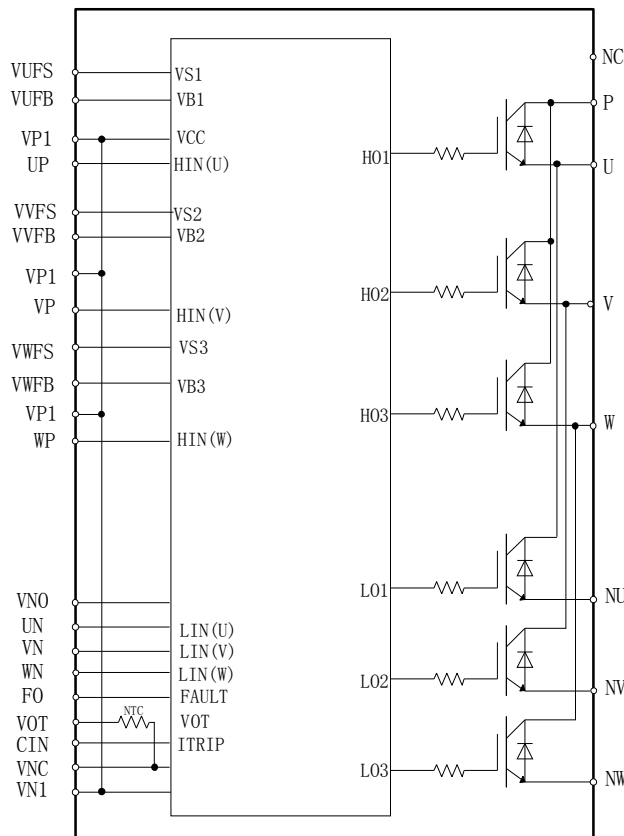 VUFS
VS1
NC
VUFB
VB1
P
VP1
VCC
HO1
UP
HIN(U)
U
VVFS
VS2
VVFB
VB2
VP1
HO2
VP
HIN(V)
V
VWFS
VS3
VWFB
VB3
VP1
HO3
W
WP
HIN(W)
LO1
VNO
NU
UN
LIN(U)
VN
LIN(V)
WN
LIN(W)
LO2
FO
FAULT
NV
VOT
NTC
VOT
CIN
ITRIP
VNC
LO3
VN1
NW